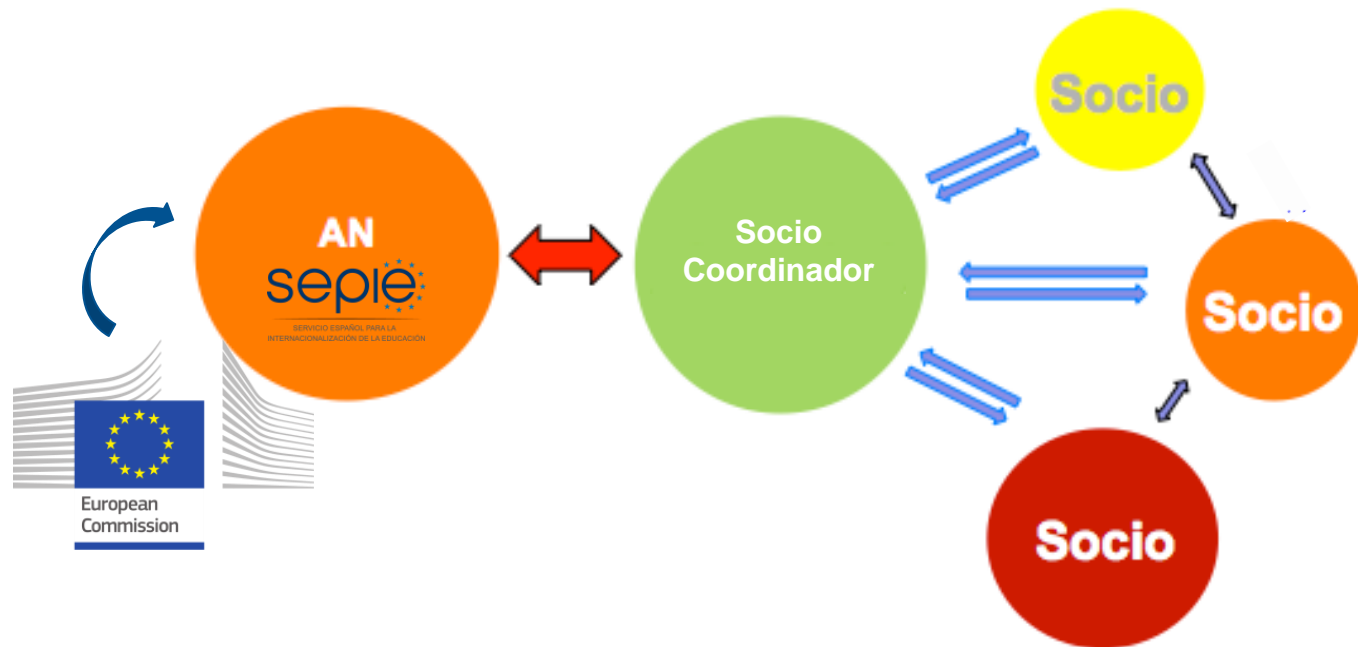 AN
sepie
SERVICIO ESPAÑOL PARA LA
INTERNACIONALIZACIÓN DE LA EDUCACIÓN
European
Commission
Socio
Coordinador
Socio
Socio
Socio